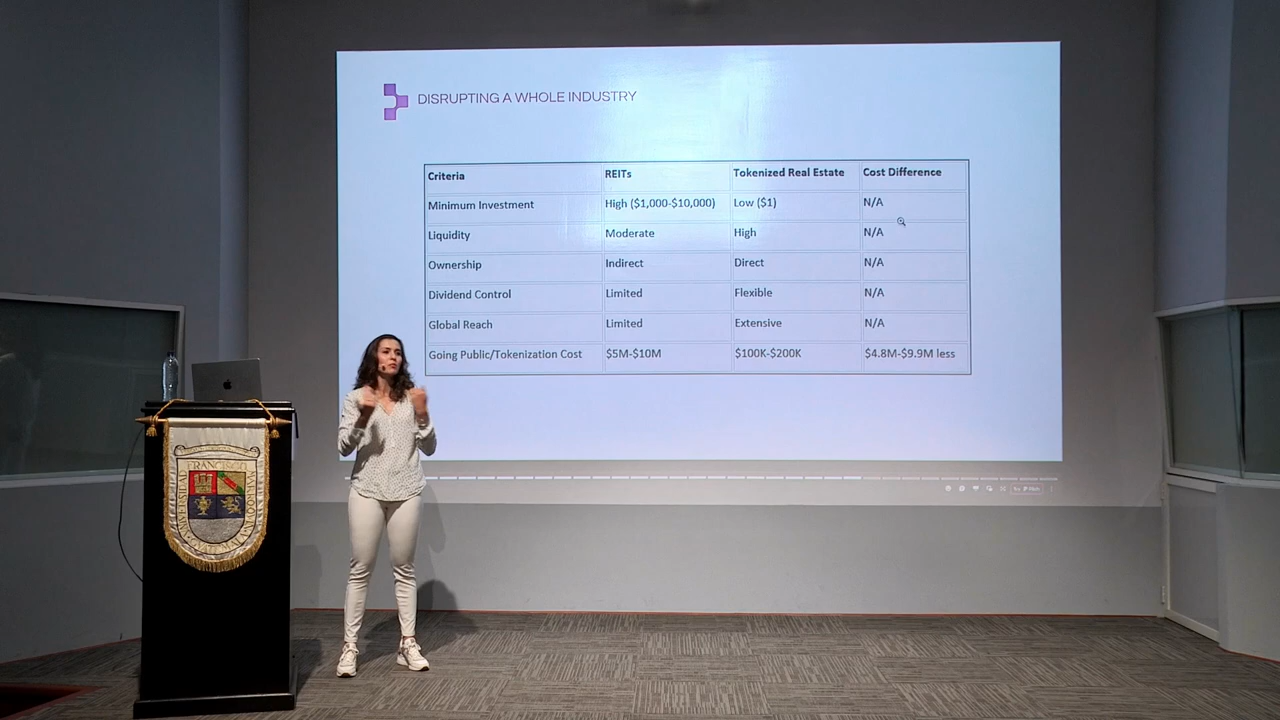 DISRUPTING A WHOLE INDUSTRY
Criteria REITs Tokenized Real Estate Cost Difference
Minimum Investment High ($1,000-$10,000) Low ($1) N/A
Liquidity Moderate High N/A
Ownership Indirect Direct N/A
Dividend Control Limited Flexible N/A
Global Reach Limited Extensive N/A
Going Public/Tokenization Cost $5M-$10M $100K-$200K $4.8M-$9.9M less
FRANCISCO